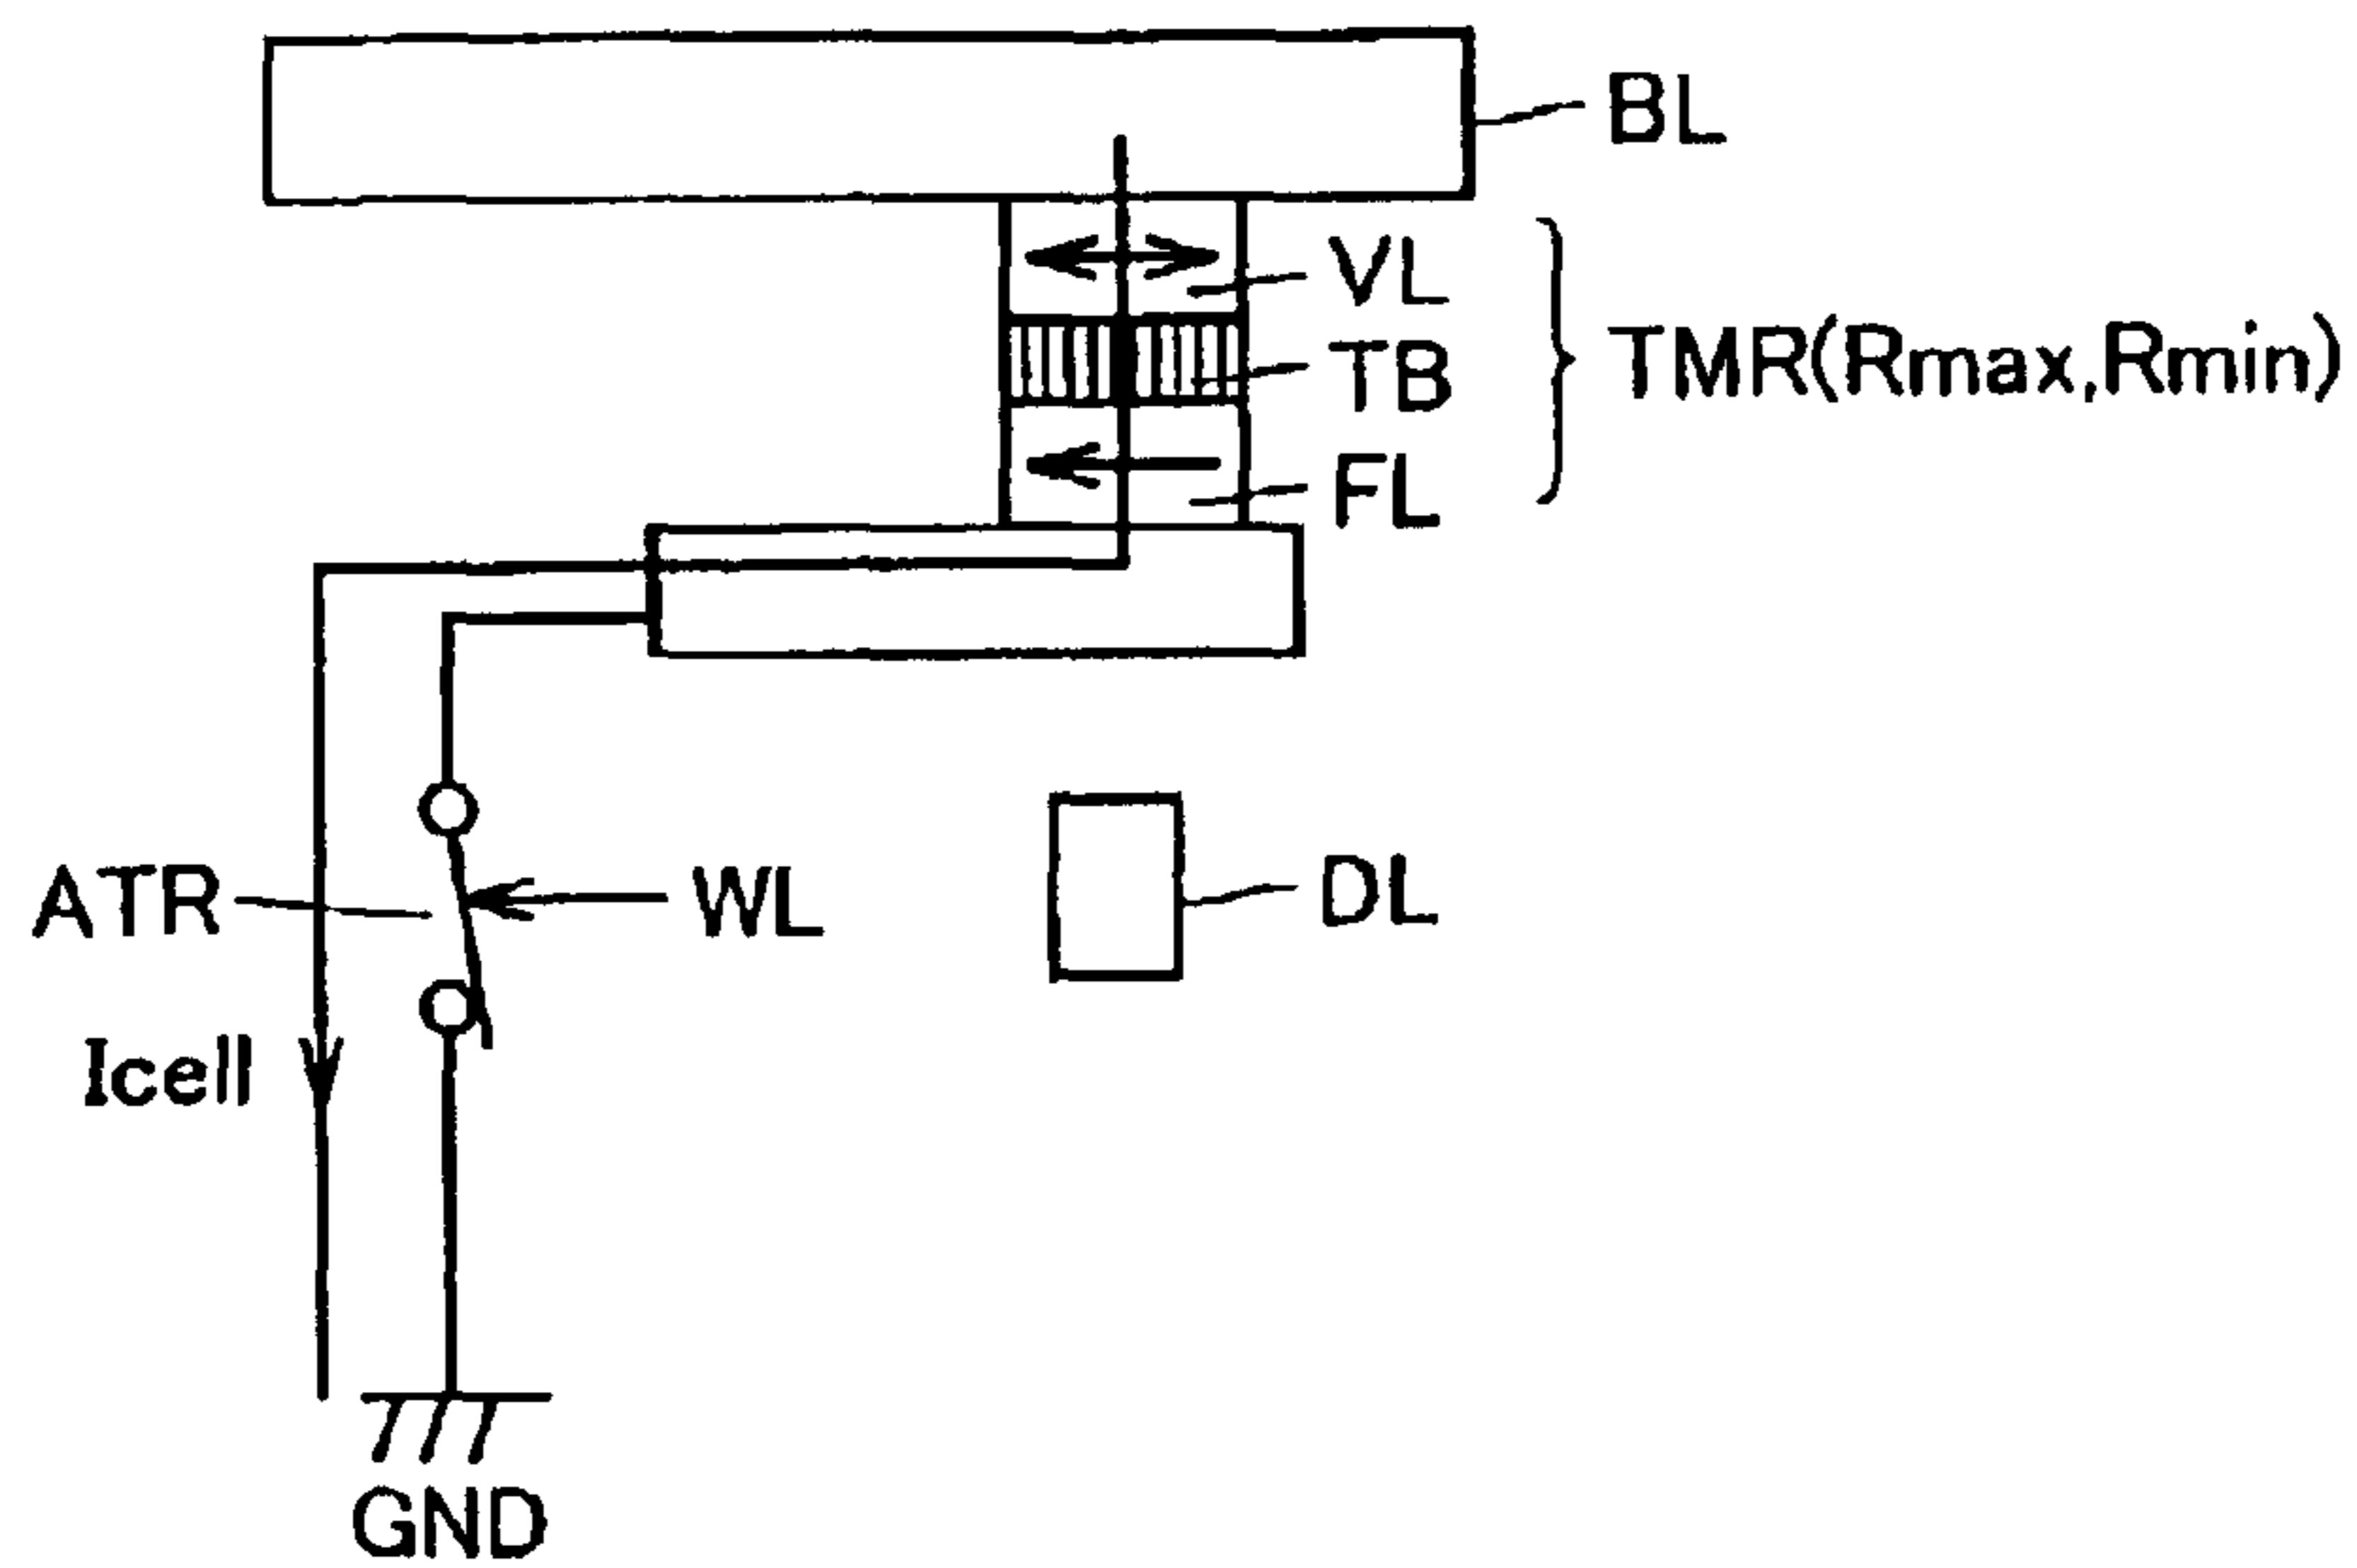 BL
VL
TB
TMR(Rmax,Rmin)
FL
ATR
WL
DL
Icell
GND